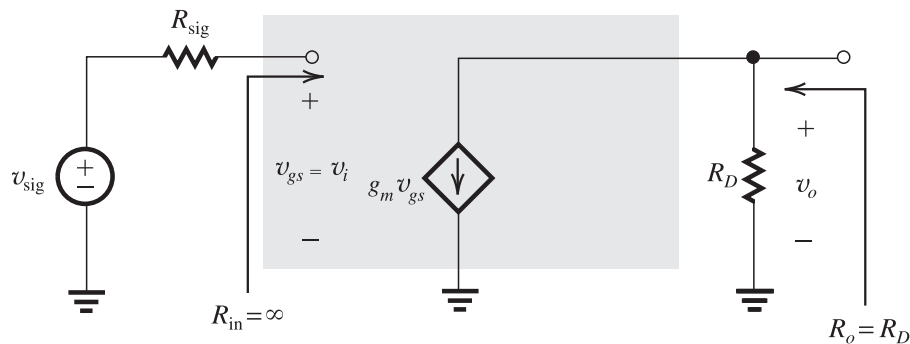 R_sig
+
v_sig
+
−
v_gs = v_i
g_m v_gs
−
R_D
+
v_o
−
R_in = ∞
R_o = R_D